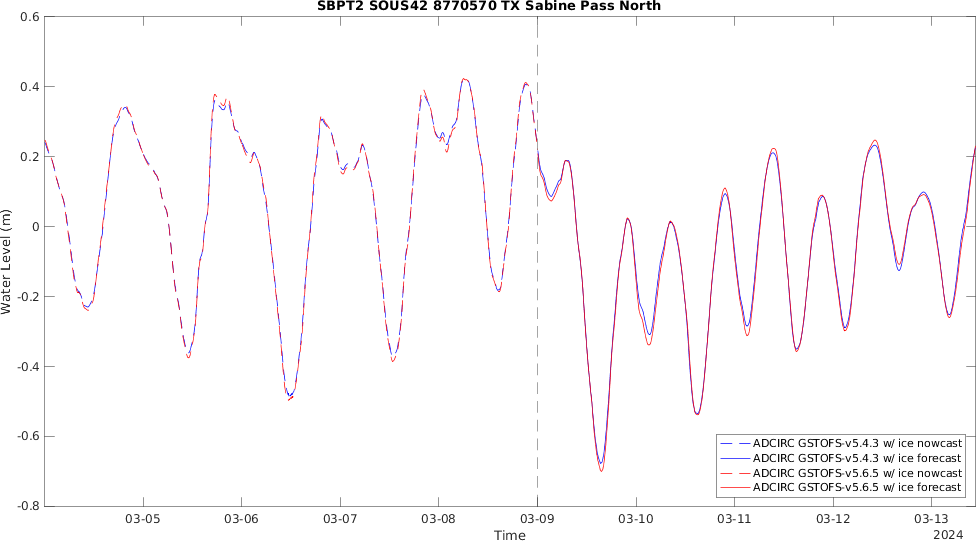 SBPT2 SOUS42 8770570 TX Sabine Pass North
0.6
0.4
0.2
0
-0.2
-0.4
-0.6
-0.8
Water Level (m)
03-05
03-06
03-07
03-08
03-09
03-10
03-11
03-12
03-13
Time
2024
ADCIRC GSTOFS-v5.4.3 w/ ice nowcast
ADCIRC GSTOFS-v5.4.3 w/ ice forecast
ADCIRC GSTOFS-v5.6.5 w/ ice nowcast
ADCIRC GSTOFS-v5.6.5 w/ ice forecast